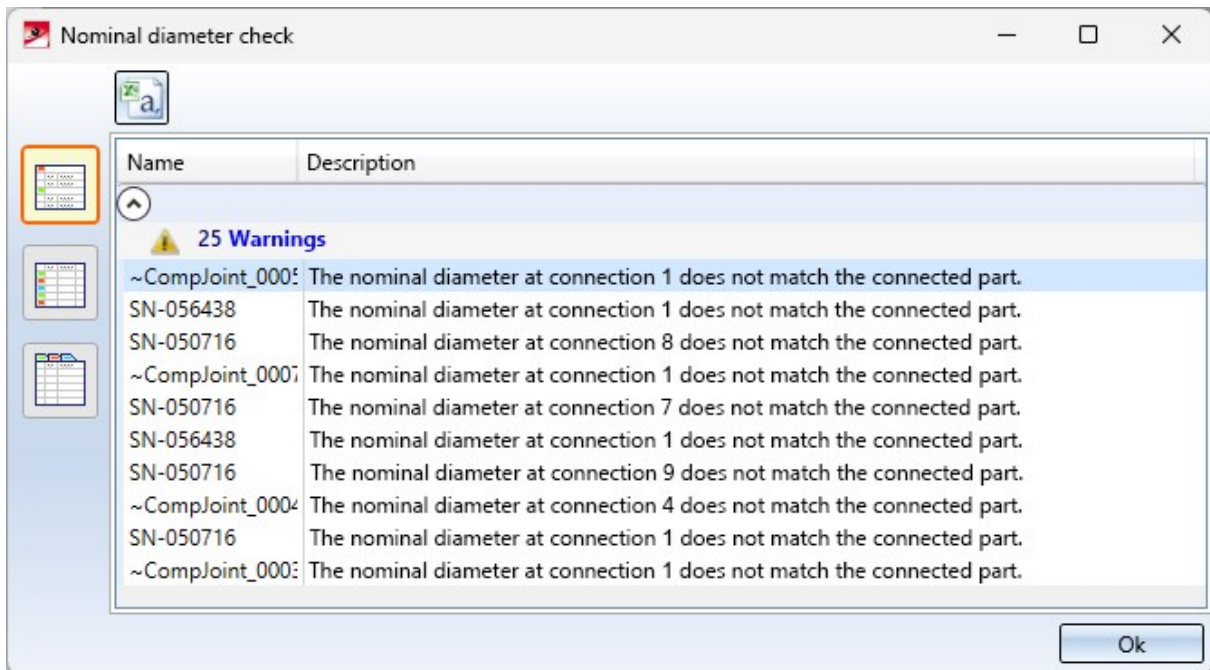 Nominal diameter check
a,
Name Description
25 Warnings
~CompJoint_0005 The nominal diameter at connection 1 does not match the connected part.
SN-056438 The nominal diameter at connection 1 does not match the connected part.
SN-050716 The nominal diameter at connection 8 does not match the connected part.
~CompJoint_0007 The nominal diameter at connection 1 does not match the connected part.
SN-050716 The nominal diameter at connection 7 does not match the connected part.
SN-056438 The nominal diameter at connection 1 does not match the connected part.
SN-050716 The nominal diameter at connection 9 does not match the connected part.
~CompJoint_0004 The nominal diameter at connection 4 does not match the connected part.
SN-050716 The nominal diameter at connection 1 does not match the connected part.
~CompJoint_0003 The nominal diameter at connection 1 does not match the connected part.
Ok